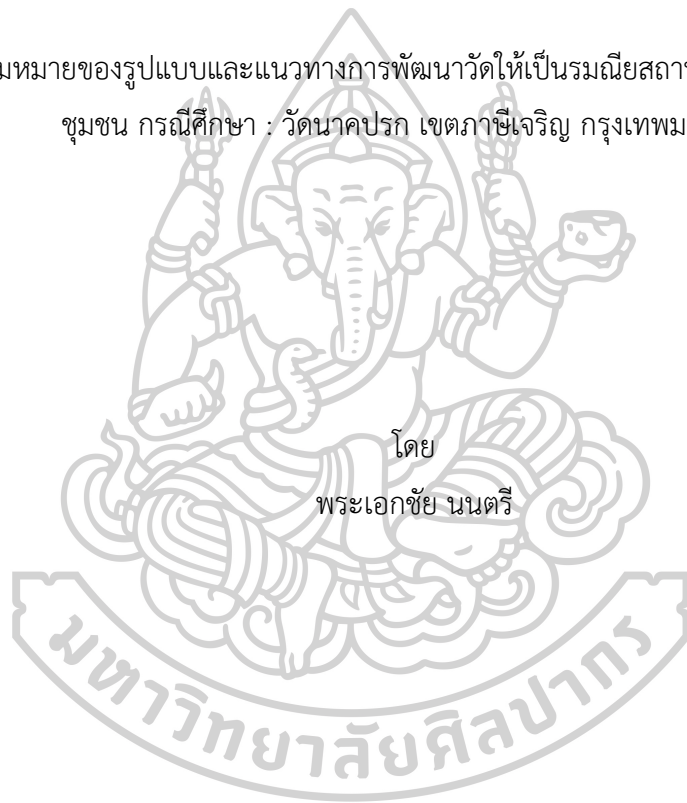 มหมายของรูปแบบและแนวทางการพัฒนาวัดให้เป็นรมณียสถา
ชุมชน กรณีศึกษา : วัดนาคปรก เขตภาษีเจริญ กรุงเทพม
โดย
พระเอกชัย นนตรี
มหาวิทยาลัยศิลปากร